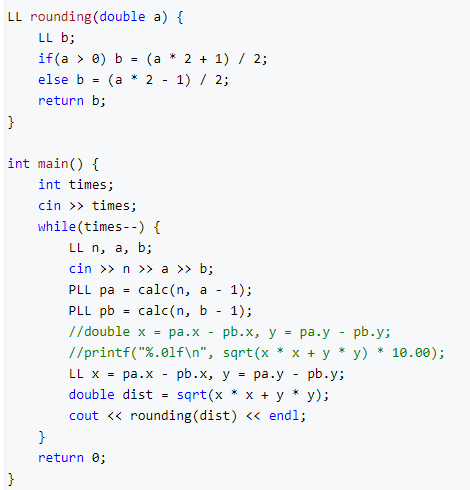 LL rounding(double a) {
    LL b;
    if(a > 0) b = (a * 2 + 1) / 2;
    else b = (a * 2 - 1) / 2;
    return b;
}

int main() {
    int times;
    cin >> times;
    while(times--) {
        LL n, a, b;
        cin >> n >> a >> b;
        PLL pa = calc(n, a - 1);
        PLL pb = calc(n, b - 1);
        //double x = pa.x - pb.x, y = pa.y - pb.y;
        //printf("%.0lf\n", sqrt(x * x + y * y) * 10.00);
        LL x = pa.x - pb.x, y = pa.y - pb.y;
        double dist = sqrt(x * x + y * y);
        cout << rounding(dist) << endl;
    }
    return 0;
}